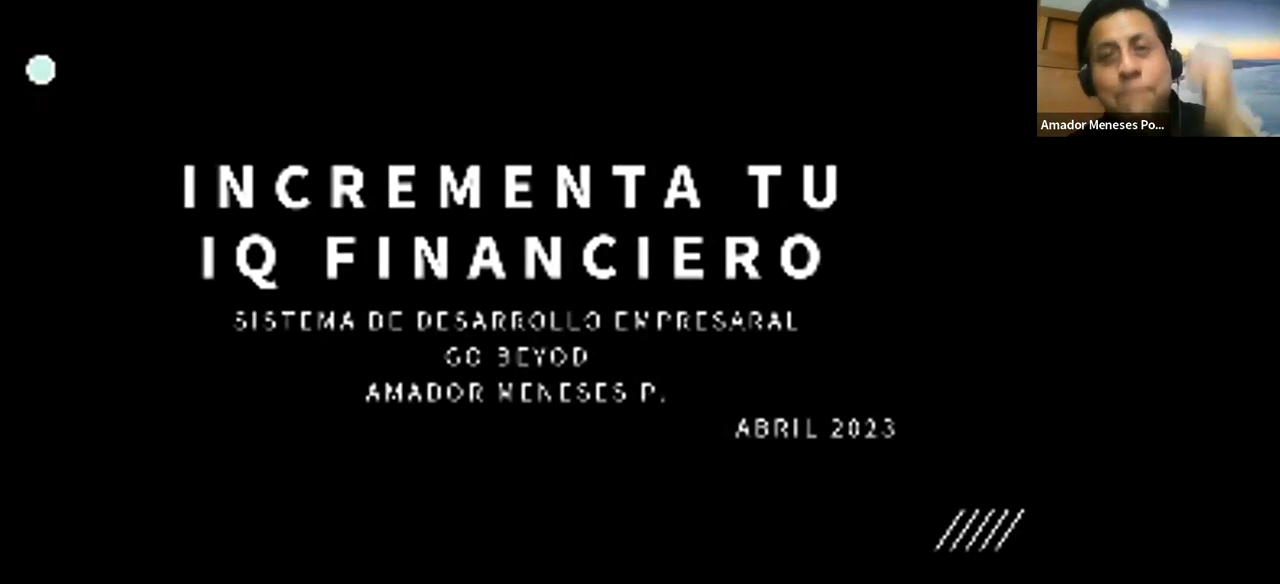 INCREMENTA TU
IQ FINANCIERO
SISTEMA DE DESARROLLO EMPRESARAL
GO BEYOD
AMADOR MENESES P.
ABRIL 2023
Amador Meneses Po...